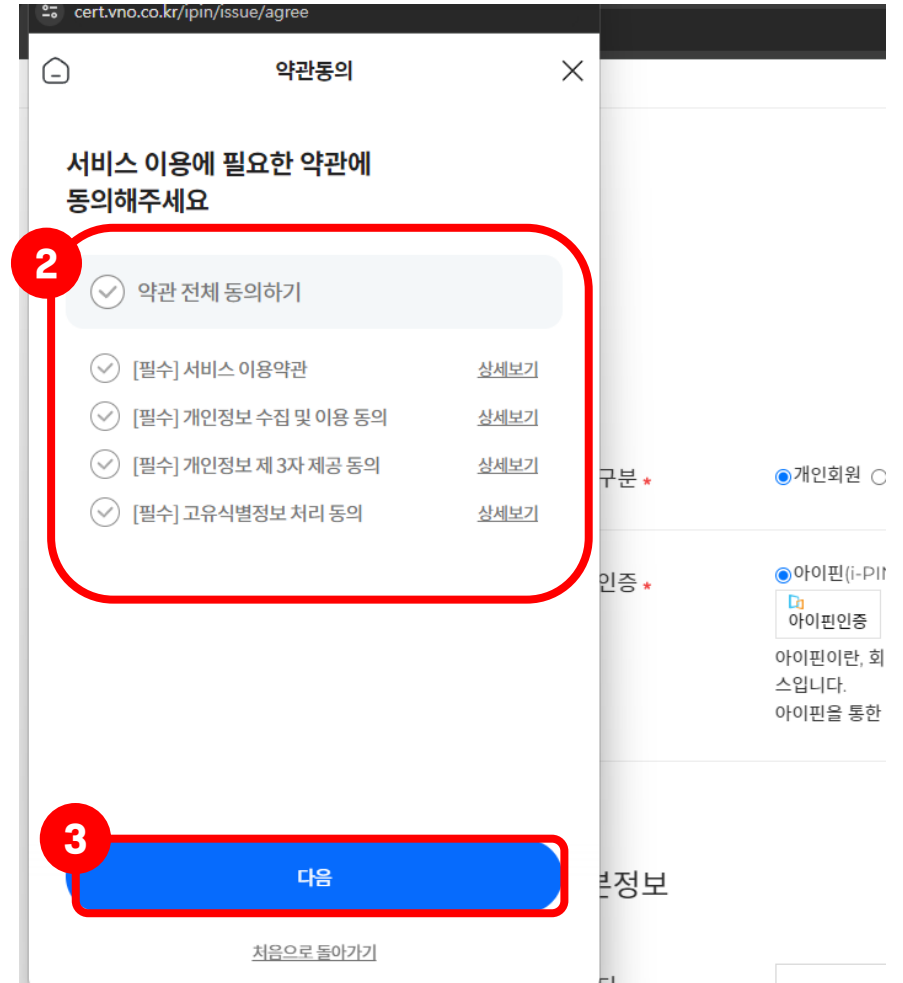 cert.vno.co.kr/ipin/issue/agree
약관동의
서비스 이용에 필요한 약관에
동의해주세요
2
약관 전체 동의하기
[필수] 서비스 이용약관 상세보기
[필수] 개인정보 수집 및 이용 동의 상세보기
[필수] 개인정보 제 3자 제공 동의 상세보기
[필수] 고유식별정보 처리 동의 상세보기
3
다음
처음으로 돌아가기
구분 *
개인회원
인증 *
아이핀(i-PIN
아이핀인증
아이핀이란, 회
스입니다.
아이핀을 통한
정보